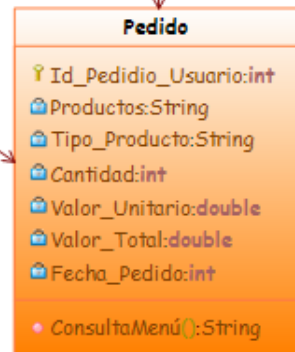 Pedido
Id_Pedidio_Usuario:int
Productos:String
Tipo_Producto:String
Cantidad:int
Valor_Unitario:double
Valor_Total:double
Fecha_Pedido:int
ConsultaMenú():String